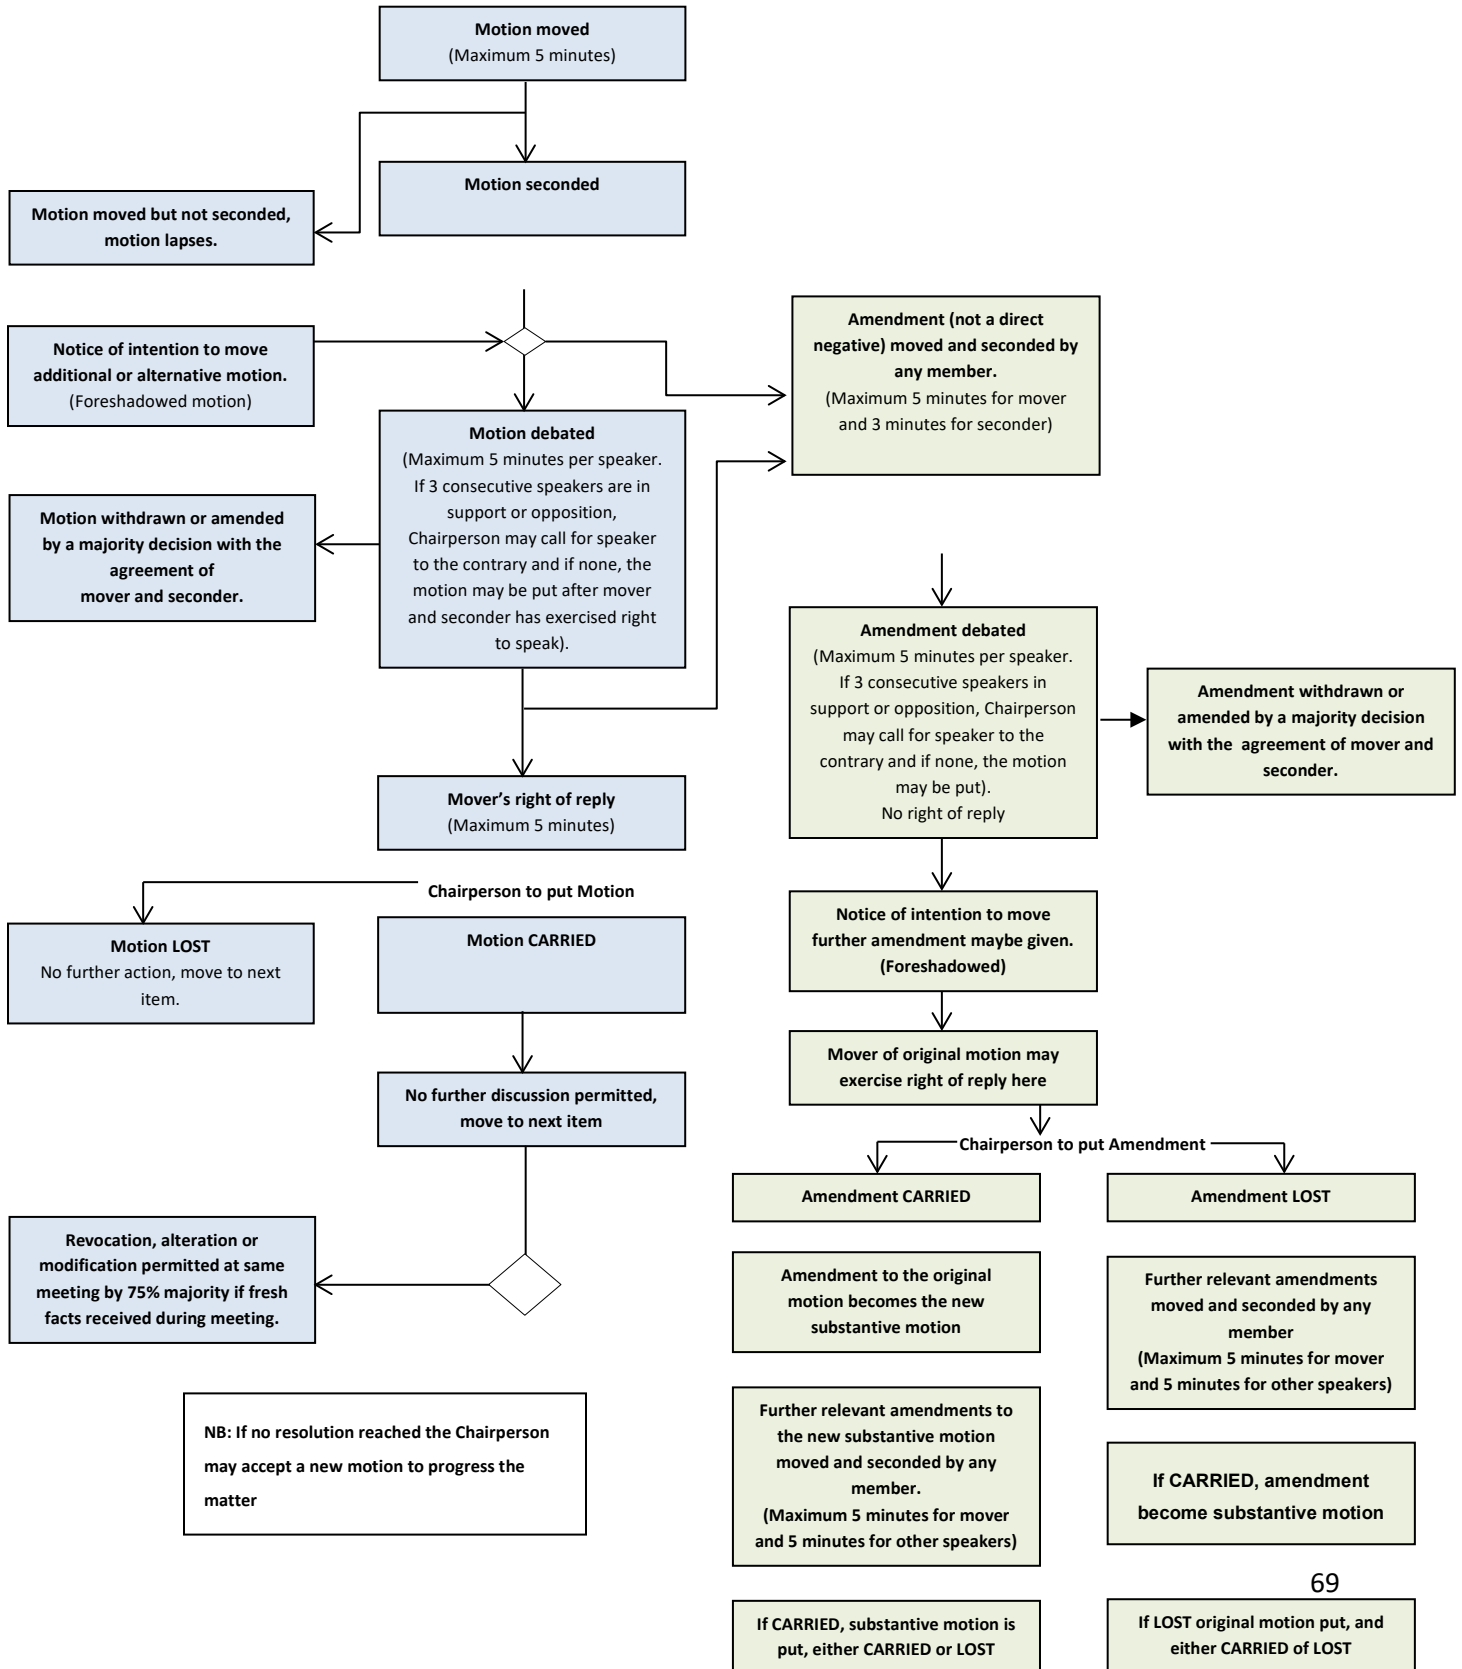 Motion moved
(Maximum 5 minutes)
Motion seconded
Motion moved but not seconded,
motion lapses.
Notice of intention to move
additional or alternative motion.
(Foreshadowed motion)
Motion debated
(Maximum 5 minutes per speaker.
If 3 consecutive speakers are in
support or opposition,
Chairperson may call for speaker
to the contrary and if none, the
motion may be put after mover
and seconder has exercised right
to speak).
Motion withdrawn or amended
by a majority decision with the
agreement of
mover and seconder.
Mover’s right of reply
(Maximum 5 minutes)
Chairperson to put Motion
Motion LOST
No further action, move to next
item.
Motion CARRIED
No further discussion permitted,
move to next item
Revocation, alteration or
modification permitted at same
meeting by 75% majority if fresh
facts received during meeting.
NB: If no resolution reached the Chairperson
may accept a new motion to progress the
matter
Amendment (not a direct
negative) moved and seconded by
any member.
(Maximum 5 minutes for mover
and 3 minutes for seconder)
Amendment debated
(Maximum 5 minutes per speaker.
If 3 consecutive speakers in
support or opposition, Chairperson
may call for speaker to the
contrary and if none, the motion
may be put).
No right of reply
Amendment withdrawn or
amended by a majority decision
with the  agreement of mover and
seconder.
Notice of intention to move
further amendment maybe given.
(Foreshadowed)
Mover of original motion may
exercise right of reply here
Chairperson to put Amendment
Amendment CARRIED
Amendment to the original
motion becomes the new
substantive motion
Further relevant amendments to
the new substantive motion
moved and seconded by any
member.
(Maximum 5 minutes for mover
and 5 minutes for other speakers)
If CARRIED, substantive motion is
put, either CARRIED or LOST
Amendment LOST
Further relevant amendments
moved and seconded by any
member
(Maximum 5 minutes for mover
and 5 minutes for other speakers)
If CARRIED, amendment
become substantive motion
69
If LOST original motion put, and
either CARRIED of LOST